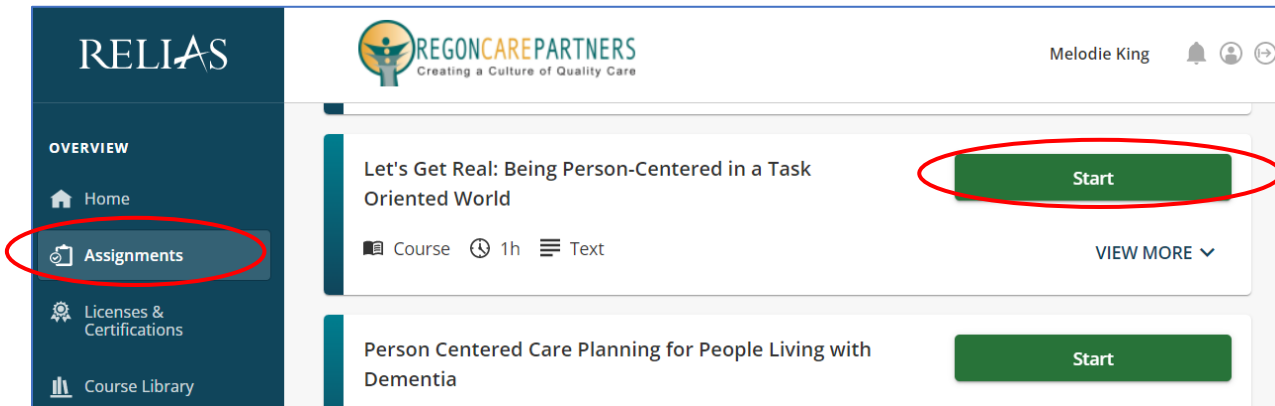 RELIAS
REGONCAREPARTNERS
Creating a Culture of Quality Care
Melodie King
OVERVIEW
Home
Assignments
Licenses &
Certifications
Course Library
Let's Get Real: Being Person-Centered in a Task
Oriented World
Start
Course 1h Text
VIEW MORE
Person Centered Care Planning for People Living with
Dementia
Start